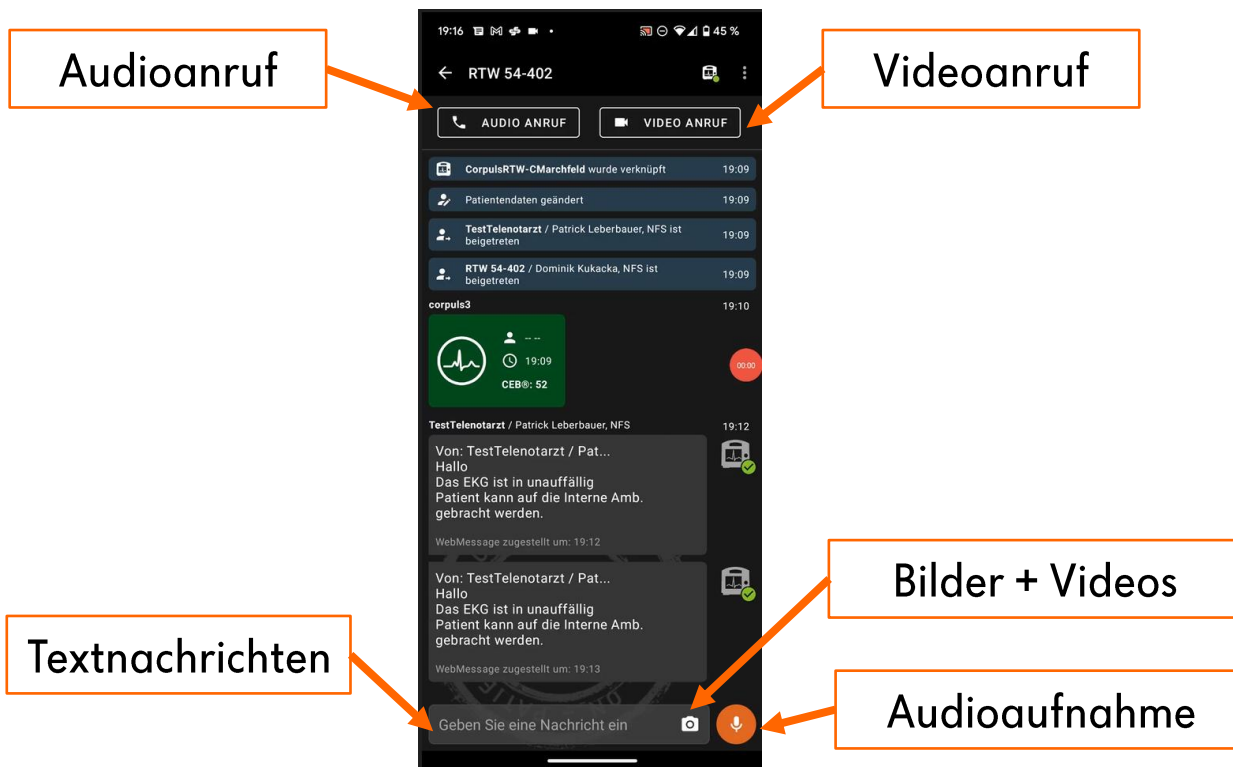 Audioanruf
Videoanruf
19:16
45 %
RTW 54-402
AUDIO ANRUF
VIDEO ANRUF
CorpulsRTW-CMarchfeld wurde verknüpft 19:09
Patientendaten geändert 19:09
TestTelenotarzt / Patrick Leberbauer, NFS ist
beigetreten
19:09
RTW 54-402 / Dominik Kukacka, NFS ist
beigetreten
19:09
corpuls3 19:10
-- --
19:09
CEB®: 52
00:00
TestTelenotarzt / Patrick Leberbauer, NFS 19:12
Von: TestTelenotarzt / Pat...
Hallo
Das EKG ist in unauffällig
Patient kann auf die Interne Amb.
gebracht werden.
WebMessage zugestellt um: 19:12
Von: TestTelenotarzt / Pat...
Hallo
Das EKG ist in unauffällig
Patient kann auf die Interne Amb.
gebracht werden.
WebMessage zugestellt um: 19:13
Bilder + Videos
Textnachrichten
Geben Sie eine Nachricht ein
Audioaufnahme